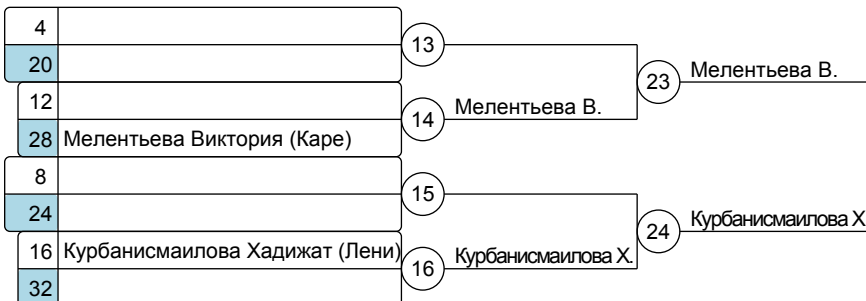 4
13
20
23 Мелентьева В.
12
14 Мелентьева В.
28 Мелентьева Виктория (Каре)
8
15
24
24 Курбанисмаилова Х
16 Курбанисмаилова Хадижат (Лени)
16 Курбанисмаилова Х.
32